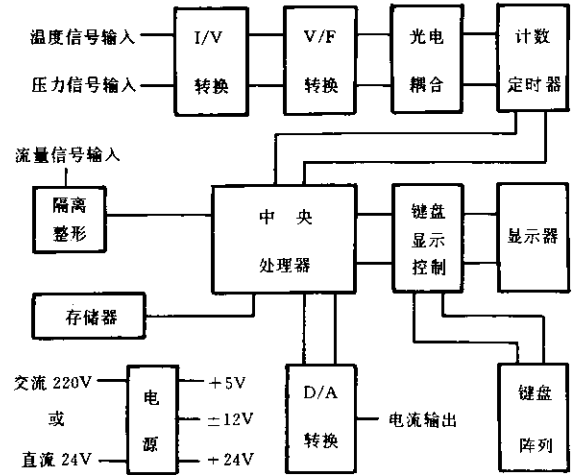 温度信号输入
I/V
V/F
光电
计数
压力信号输入
转换
转换
耦合
定时器
流量信号输入
隔离
整形
中 央
处理器
键盘
显示
控制
显示器
存储器
交流 220V
或
直流 24V
电
源
+5V
±12V
+24V
D/A
转换
电流输出
键盘
阵列